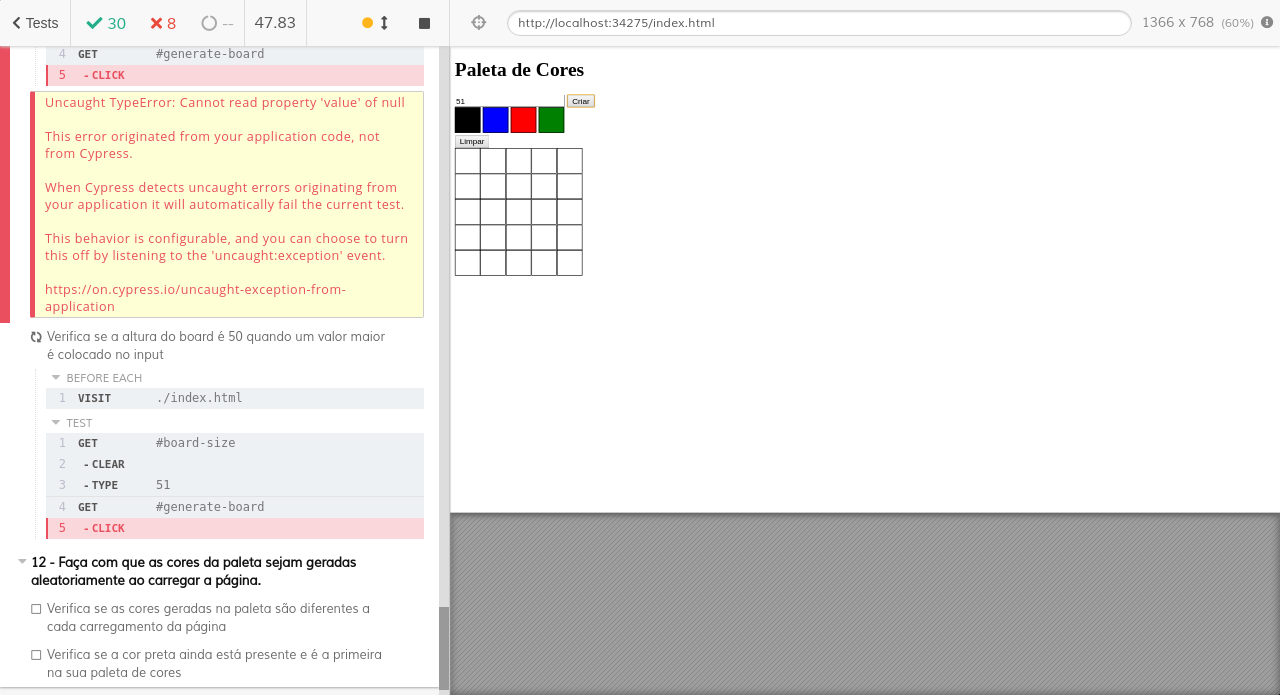 Tests
30
8
--
47.83
http://localhost:34275/index.html
1366 x 768 (60%)
4 GET #generate-board
5 - CLICK
Uncaught TypeError: Cannot read property 'value' of null
This error originated from your application code, not
from Cypress.
When Cypress detects uncaught errors originating from
your application it will automatically fail the current test.
This behavior is configurable, and you can choose to turn
this off by listening to the 'uncaught:exception' event.
https://on.cypress.io/uncaught-exception-from-
application
Verifica se a altura do board é 50 quando um valor maior
é colocado no input
BEFORE EACH
1 VISIT ./index.html
TEST
1 GET #board-size
2 - CLEAR
3 - TYPE 51
4 GET #generate-board
5 - CLICK
12 - Faça com que as cores da paleta sejam geradas
aleatoriamente ao carregar a página.
Verifica se as cores geradas na paleta são diferentes a
cada carregamento da página
Verifica se a cor preta ainda está presente e é a primeira
na sua paleta de cores
Paleta de Cores
51
Criar
Limpar